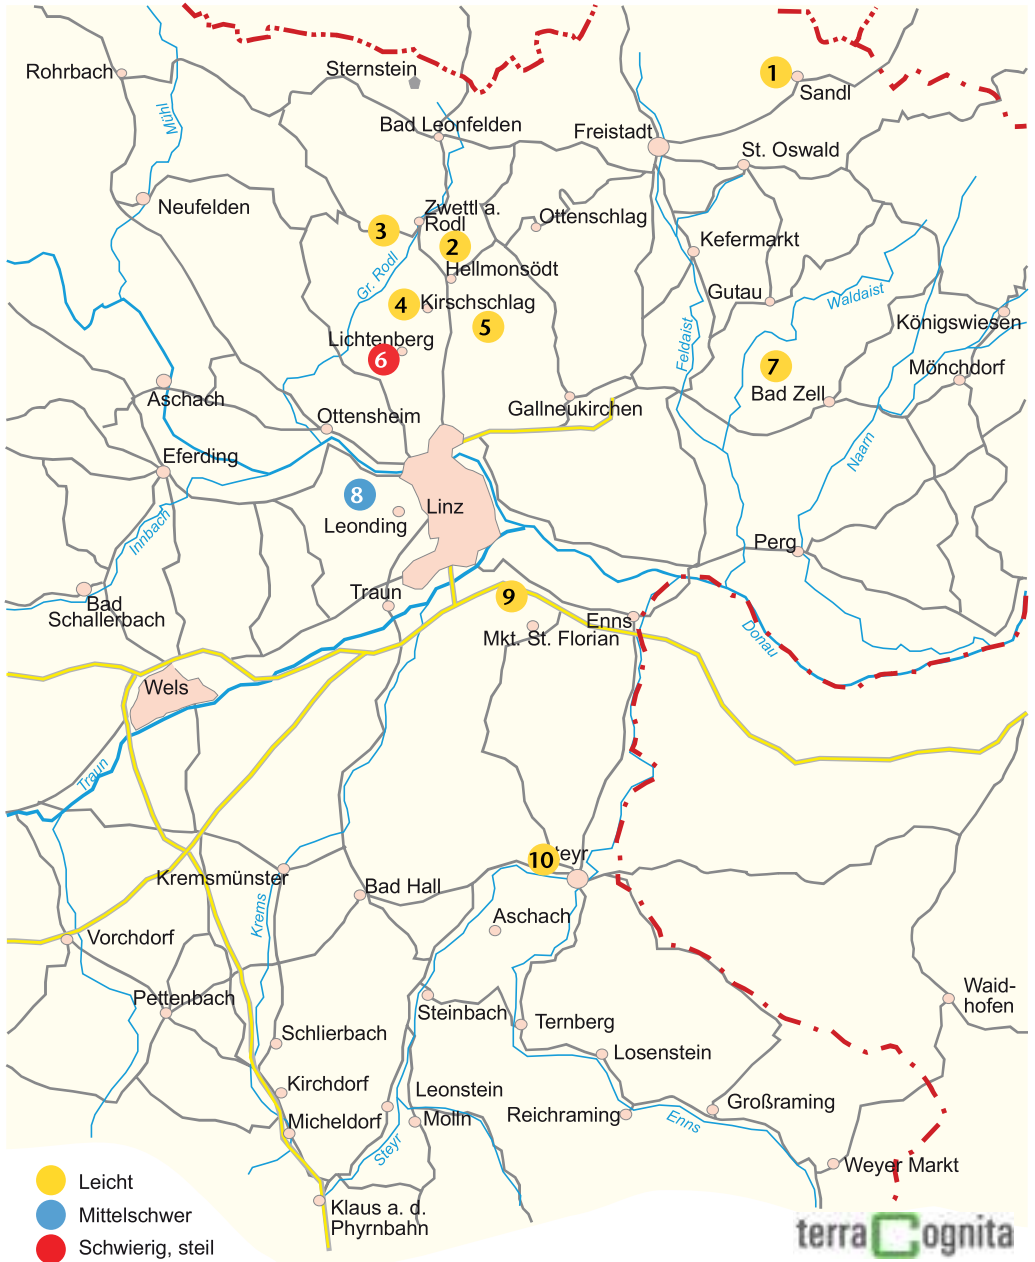 Rohrbach
Sternstein
1
Sandl
Mühl
Bad Leonfelden
Freistadt
St. Oswald
Neufelden
Zwettl a.
Rodl
3
2
Ottenschlag
Kefermarkt
Hellmonsödt
Gr. Rodl
Gutau
Waldaist
4
Kirschschlag
5
Königswiesen
Lichtenberg
6
Feldaist
7
Mönchdorf
Aschach
Bad Zell
Ottensheim
Gallneukirchen
Eferding
Naarn
8
Linz
Leonding
Innbach
Perg
Bad
Schallerbach
Traun
9
Enns
Mkt. St. Florian
Donau
Wels
Traun
10
eyr
Kremsmünster
Bad Hall
Krems
Aschach
Vorchdorf
Pettenbach
Steinbach
Waid-
hofen
Schlierbach
Ternberg
Losenstein
Kirchdorf
Leonstein
Micheldorf
Molln
Reichraming
Großraming
Enns
Steyr
Weyer Markt
Klaus a. d.
Phyrnbahn
Leicht
Mittelschwer
Schwierig, steil
terra Cognita